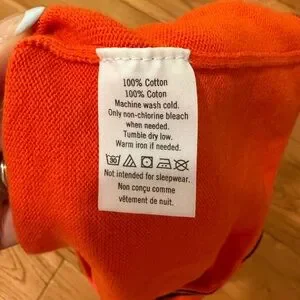 100% Cotton
100% Coton
Machine wash cold.
Only non-chlorine bleach
when needed.
Tumble dry low.
Warm iron if needed.
Not intended for sleepwear.
Non conçu comme
vêtement de nuit.